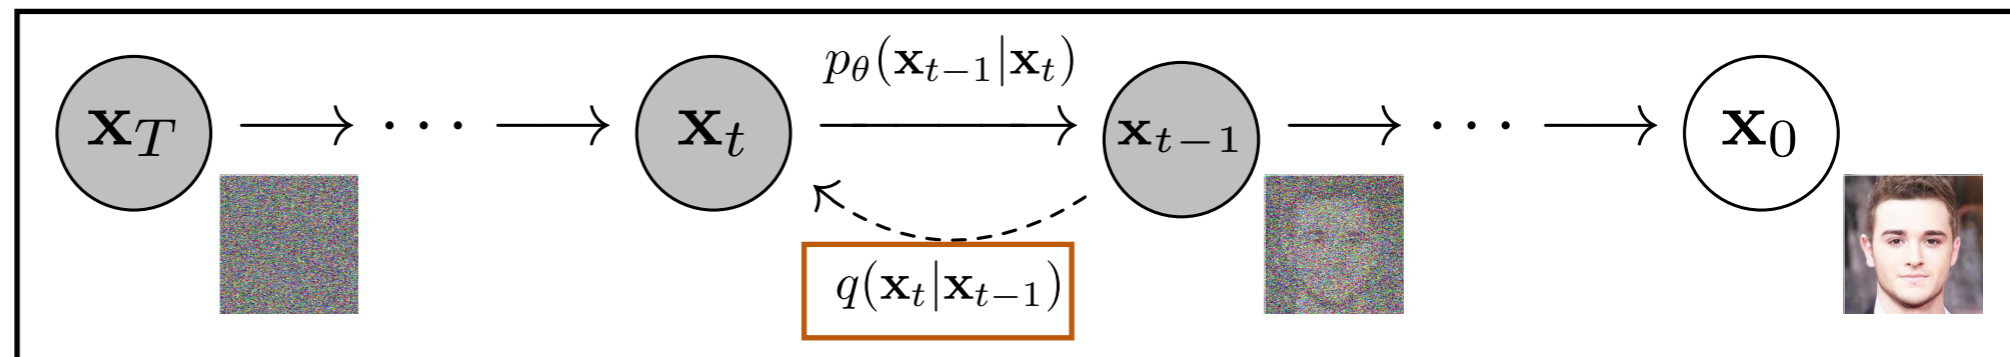 p_θ(x_{t−1}|x_t)
x_T ⟶ ··· ⟶ x_t ⟶ x_{t−1} ⟶ ··· ⟶ x_0
q(x_t|x_{t−1})